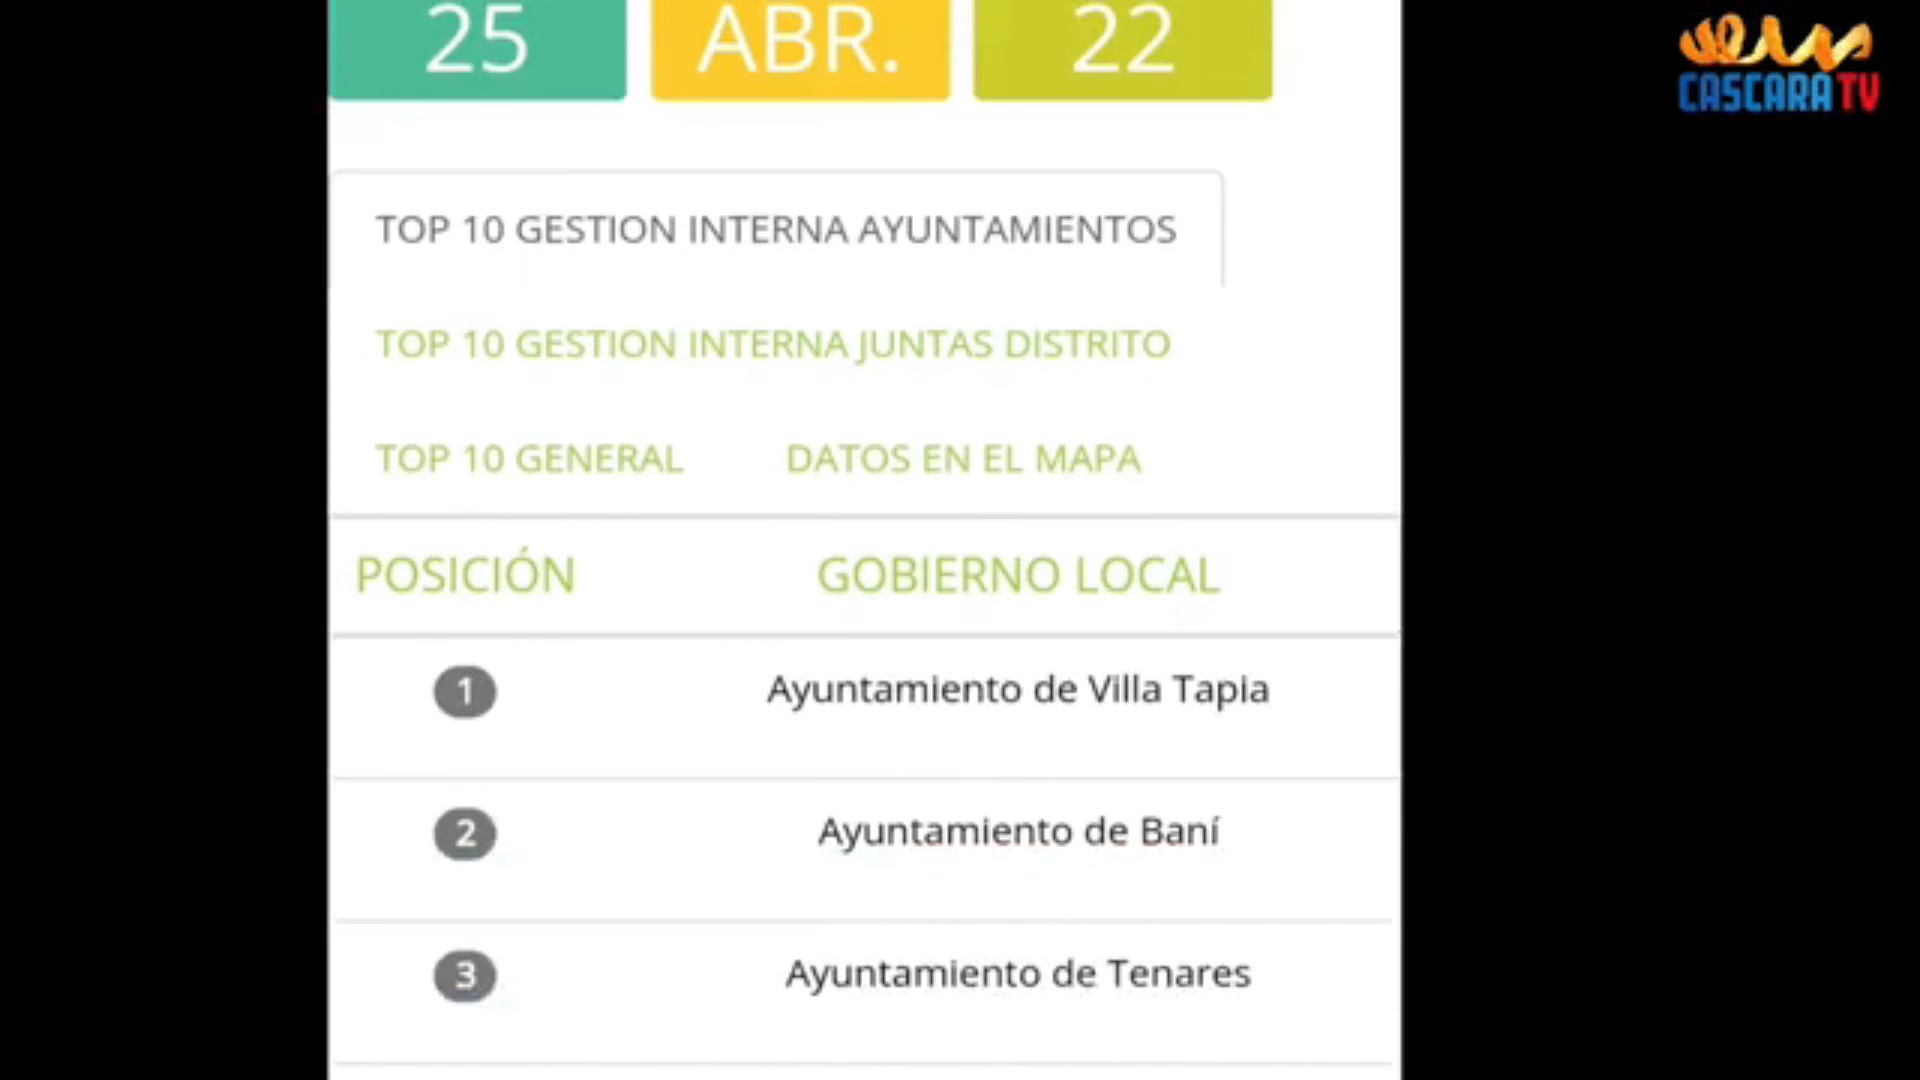 25 ABR. 22
TOP 10 GESTION INTERNA AYUNTAMIENTOS
TOP 10 GESTION INTERNA JUNTAS DISTRITO
TOP 10 GENERAL DATOS EN EL MAPA
POSICIÓN GOBIERNO LOCAL
1 Ayuntamiento de Villa Tapia
2 Ayuntamiento de Baní
3 Ayuntamiento de Tenares
CASCARA TV